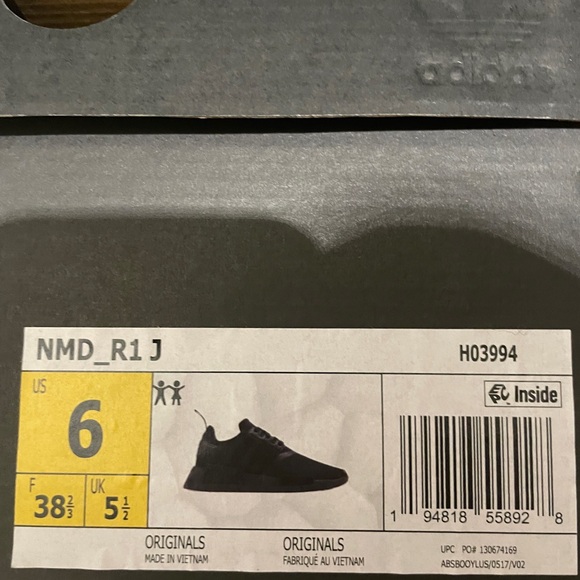 adidas
NMD_R1 J
H03994
US
6
Inside
F
38 2/3
UK
5 1/2
1 94818 55892 8
ORIGINALS
MADE IN VIETNAM
ORIGINALS
FABRIQUÉ AU VIETNAM
UPC PO# 130674169
ABSBOOYLUS/0517/V02